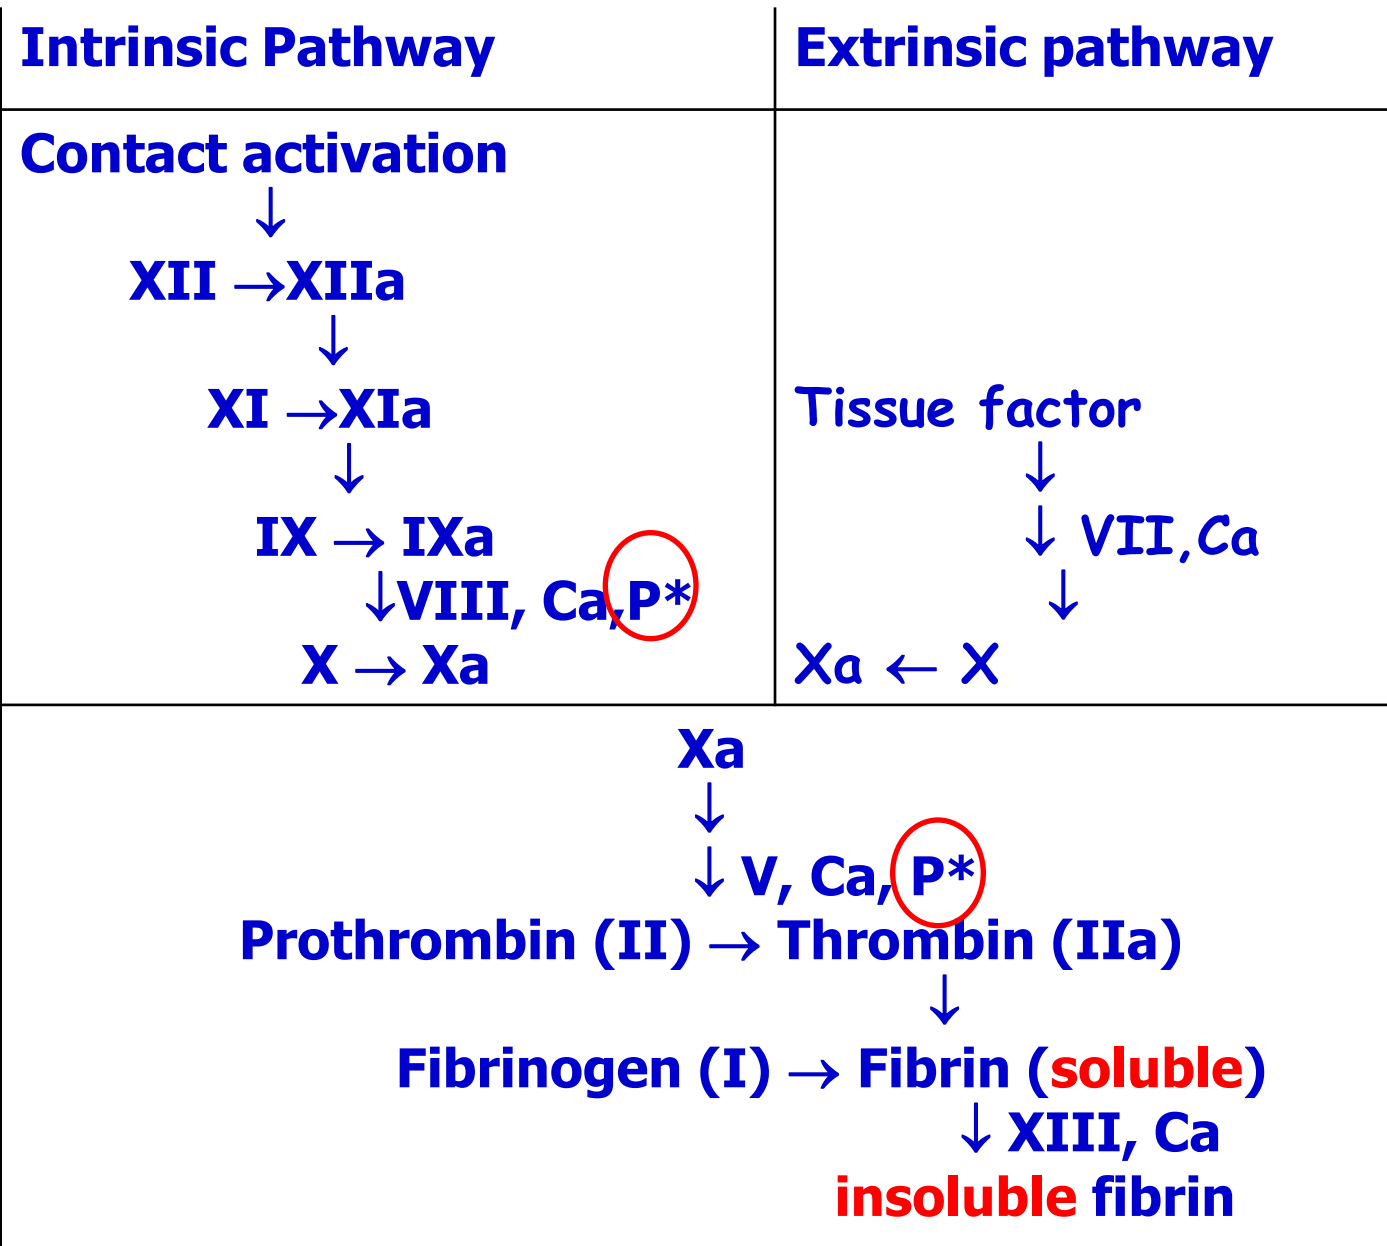 Intrinsic Pathway
Extrinsic pathway
Contact activation
↓
XII →XIIa
↓
XI →XIa
↓
IX → IXa
↓VIII, Ca,P*
X → Xa
Tissue factor
↓
↓ VII,Ca
↓
Xa ← X
Xa
↓
↓ V, Ca, P*
Prothrombin (II) → Thrombin (IIa)
↓
Fibrinogen (I) → Fibrin (soluble)
↓ XIII, Ca
insoluble fibrin